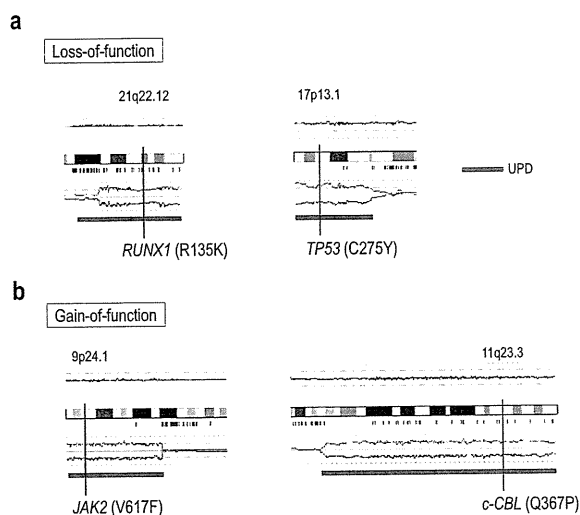 a
Loss-of-function
21q22.12
17p13.1
UPD
RUNX1 (R135K)
TP53 (C275Y)
b
Gain-of-function
9p24.1
11q23.3
JAK2 (V617F)
c-CBL (Q367P)